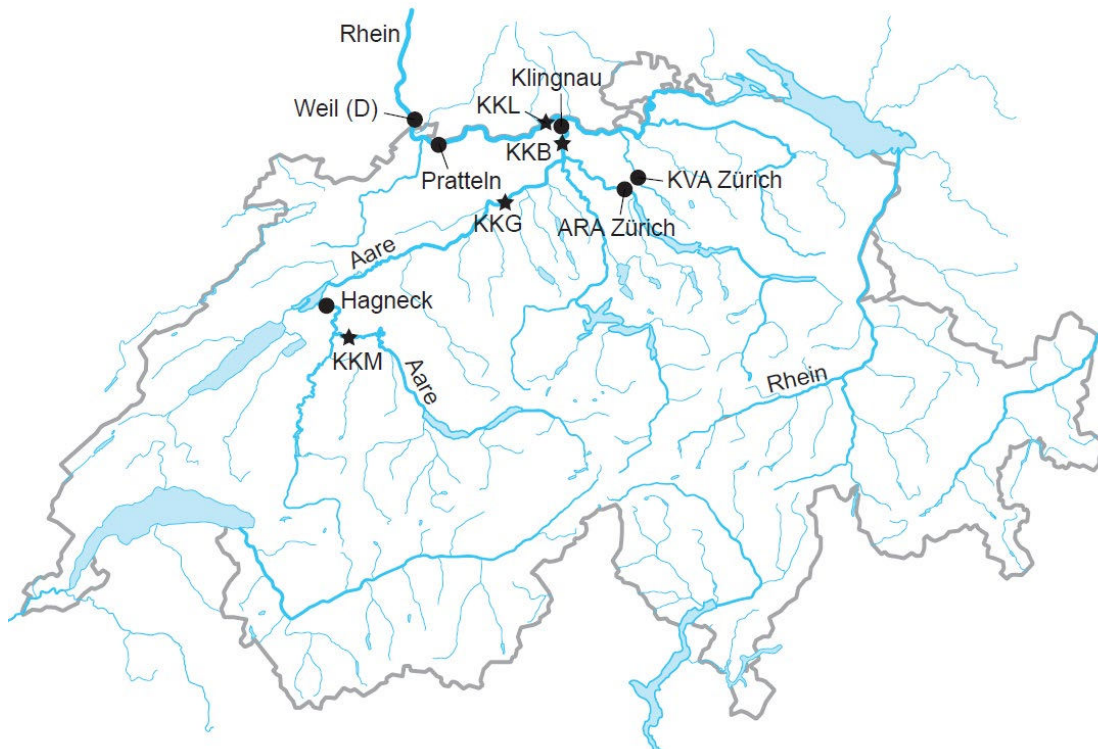 Rhein
Klingnau
KKL
Weil (D)
KKB
Pratteln
KVA Zürich
KKG
ARA Zürich
Aare
Hagneck
KKM
Aare
Rhein